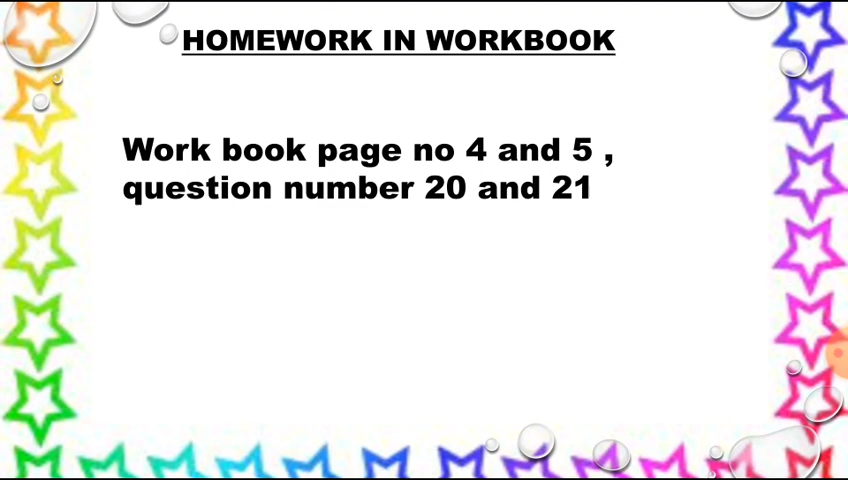 HOMEWORK IN WORKBOOK
Work book page no 4 and 5 ,
question number 20 and 21